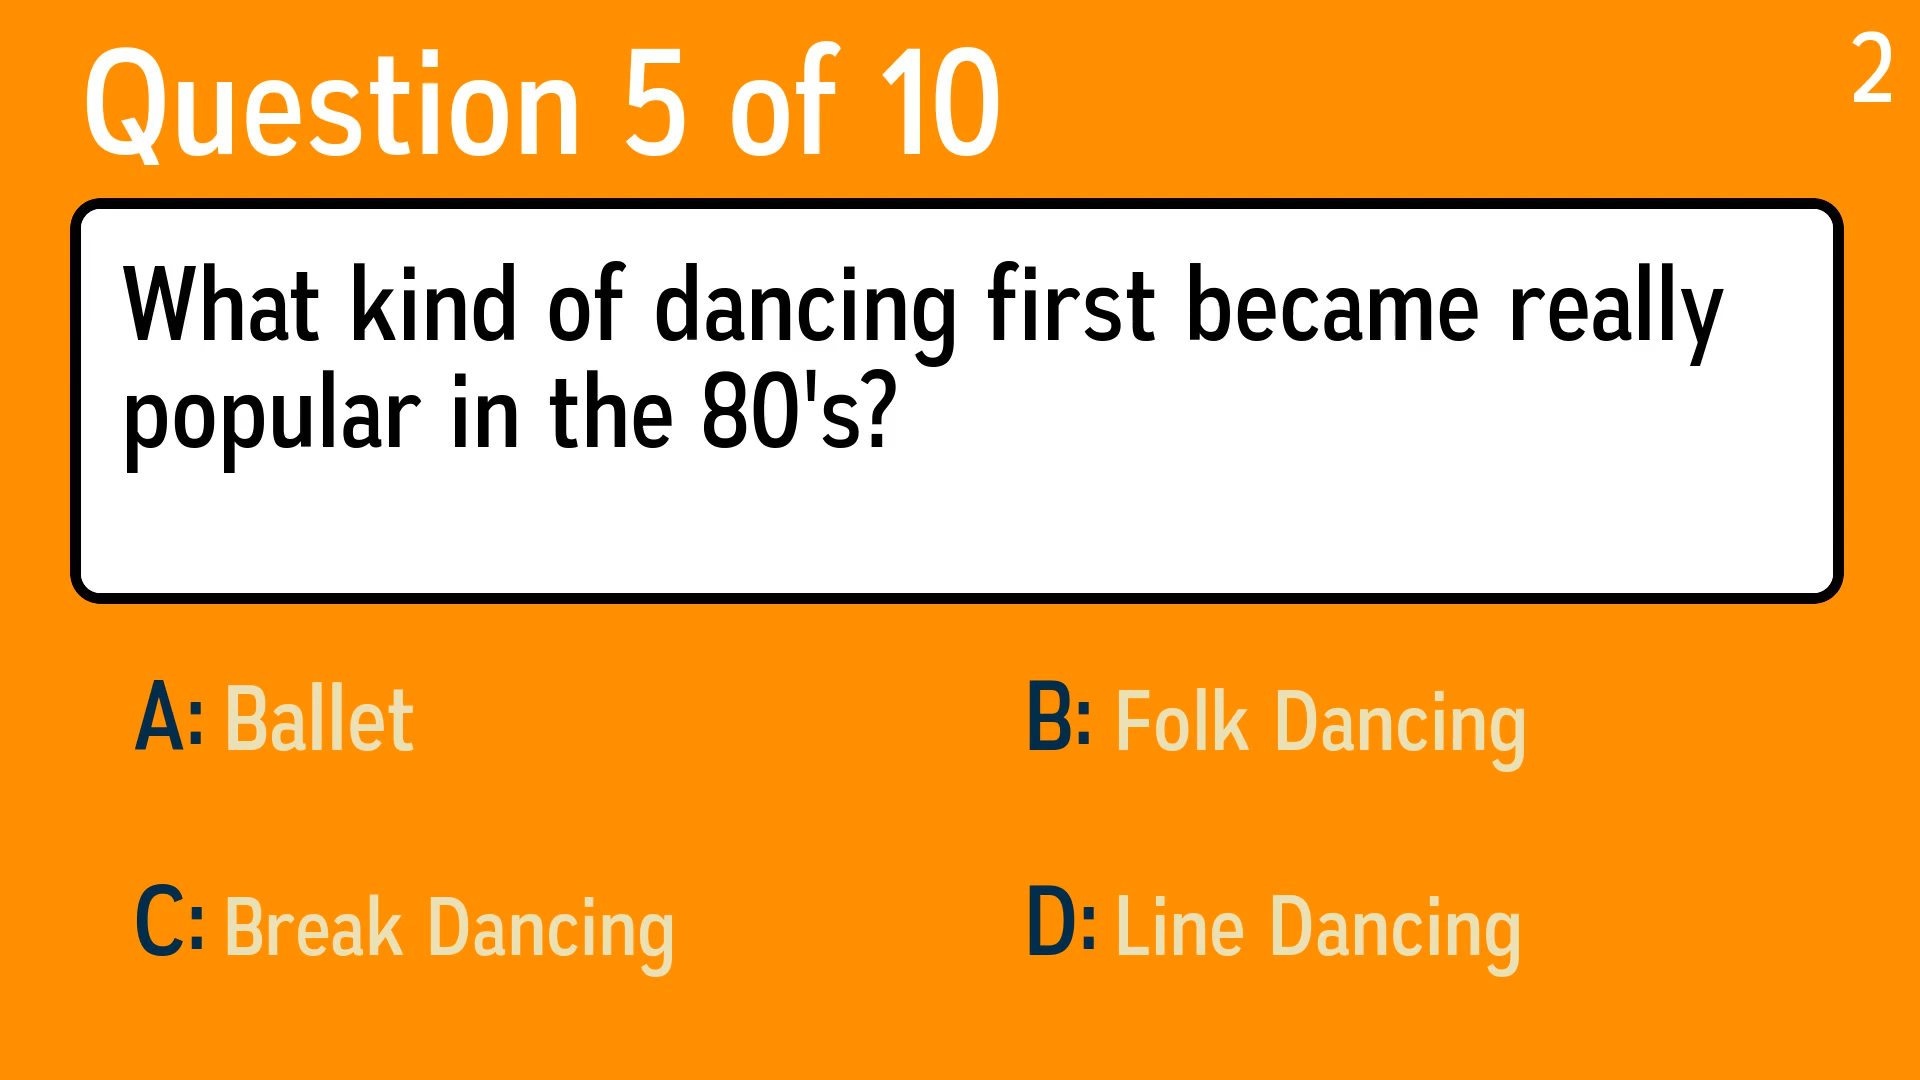 Question 5 of 10
2
What kind of dancing first became really
popular in the 80's?
A: Ballet
B: Folk Dancing
C: Break Dancing
D: Line Dancing